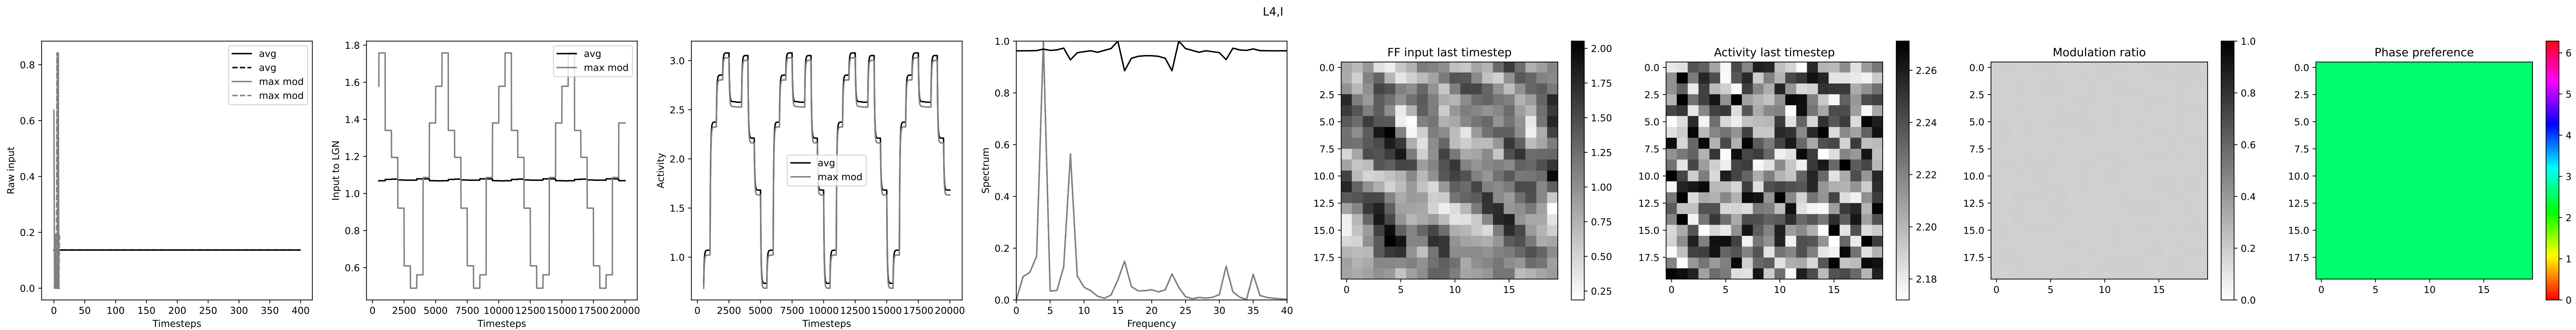 L4,I
Raw input
0.8
0.6
0.4
0.2
0.0
avg
avg
max mod
max mod
0 50 100 150 200 250 300 350 400
Timesteps
Input to LGN
1.8
1.6
1.4
1.2
1.0
0.8
0.6
avg
max mod
0 2500 5000 7500 10000 12500 15000 17500 20000
Timesteps
Activity
3.0
2.5
2.0
1.5
1.0
avg
max mod
0 2500 5000 7500 10000 12500 15000 17500 20000
Timesteps
Spectrum
1.0
0.8
0.6
0.4
0.2
0.0
0 5 10 15 20 25 30 35 40
Frequency
FF input last timestep
0.0
2.5
5.0
7.5
10.0
12.5
15.0
17.5
0 5 10 15
2.00
1.75
1.50
1.25
1.00
0.75
0.50
0.25
Activity last timestep
0.0
2.5
5.0
7.5
10.0
12.5
15.0
17.5
0 5 10 15
2.26
2.24
2.22
2.20
2.18
Modulation ratio
0.0
2.5
5.0
7.5
10.0
12.5
15.0
17.5
0 5 10 15
1.0
0.8
0.6
0.4
0.2
0.0
Phase preference
0.0
2.5
5.0
7.5
10.0
12.5
15.0
17.5
0 5 10 15
6
5
4
3
2
1
0